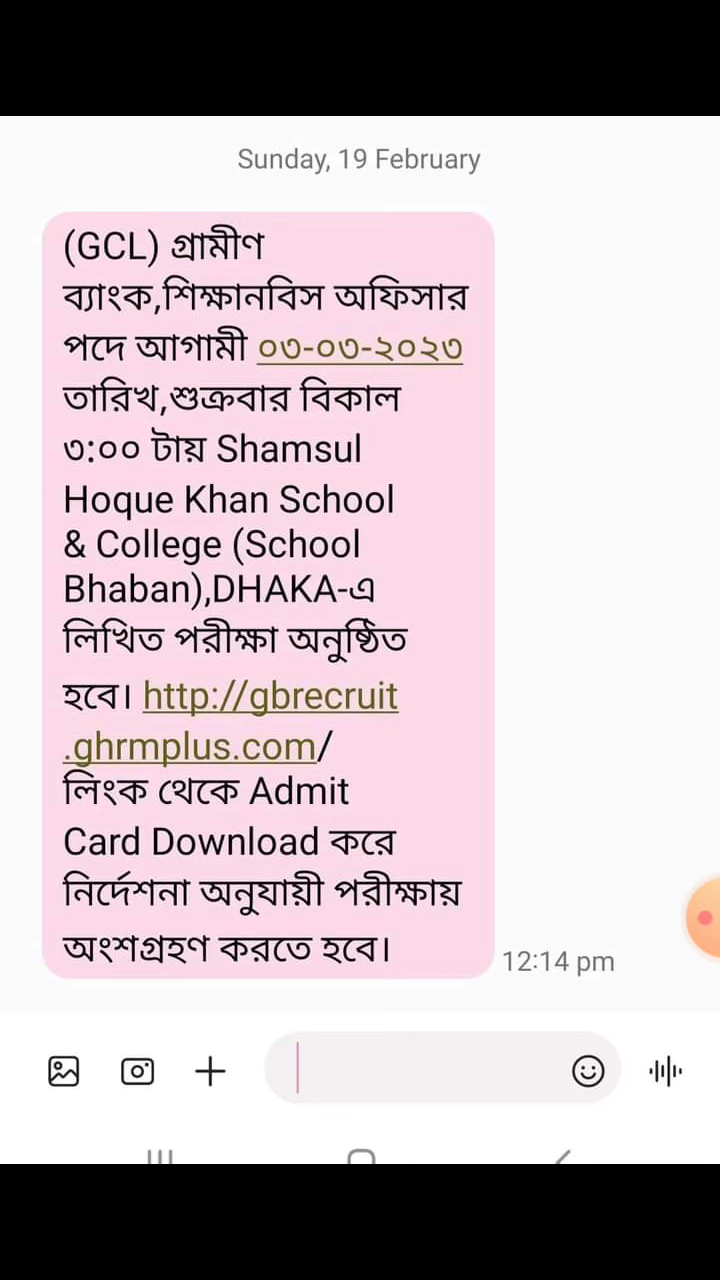 Sunday, 19 February
(GCL) গ্রামীণ
ব্যাংক,শিক্ষানবিস অফিসার
পদে আগামী ০৩-০৩-২০২৩
তারিখ,শুক্রবার বিকাল
৩:০০ টায় Shamsul
Hoque Khan School
& College (School
Bhaban),DHAKA-এ
লিখিত পরীক্ষা অনুষ্ঠিত
হবে। http://gbrecruit
.ghrmplus.com/
লিংক থেকে Admit
Card Download করে
নির্দেশনা অনুযায়ী পরীক্ষায়
অংশগ্রহণ করতে হবে।
12:14 pm